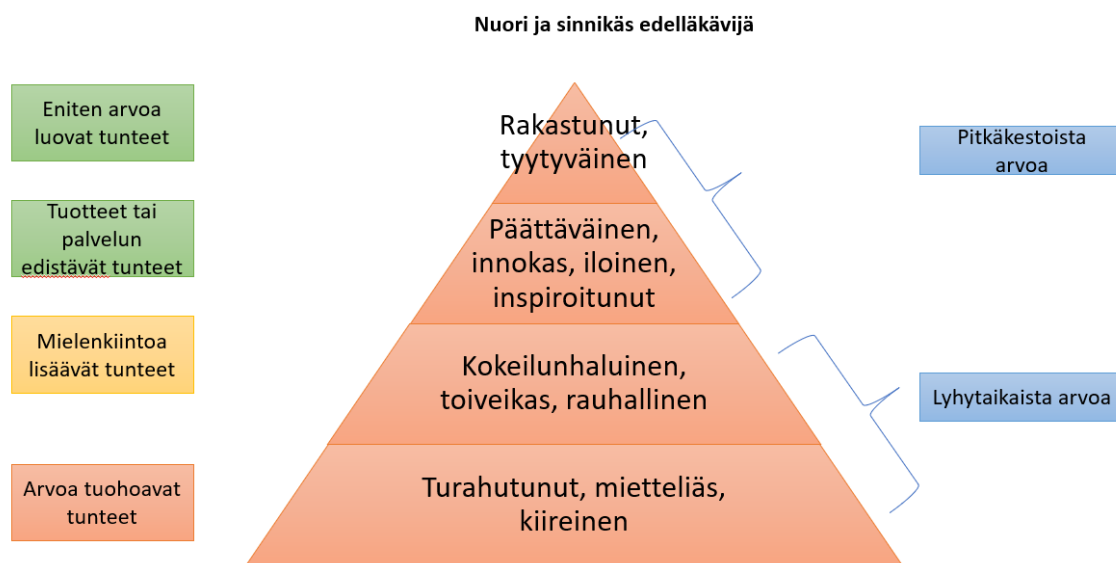 Nuori ja sinnikäs edelläkävijä
Eniten arvoa
luovat tunteet
Rakastunut,
tyytyväinen
Pitkäkestoista
arvoa
Tuotteet tai
palvelun
edistävät tunteet
Päättäväinen,
innokas, iloinen,
inspiroitunut
Mielenkiintoa
lisäävät tunteet
Kokeilunhaluinen,
toiveikas, rauhallinen
Lyhytaikaista arvoa
Arvoa tuohoavat
tunteet
Turahutunut, mietteliäs,
kiireinen